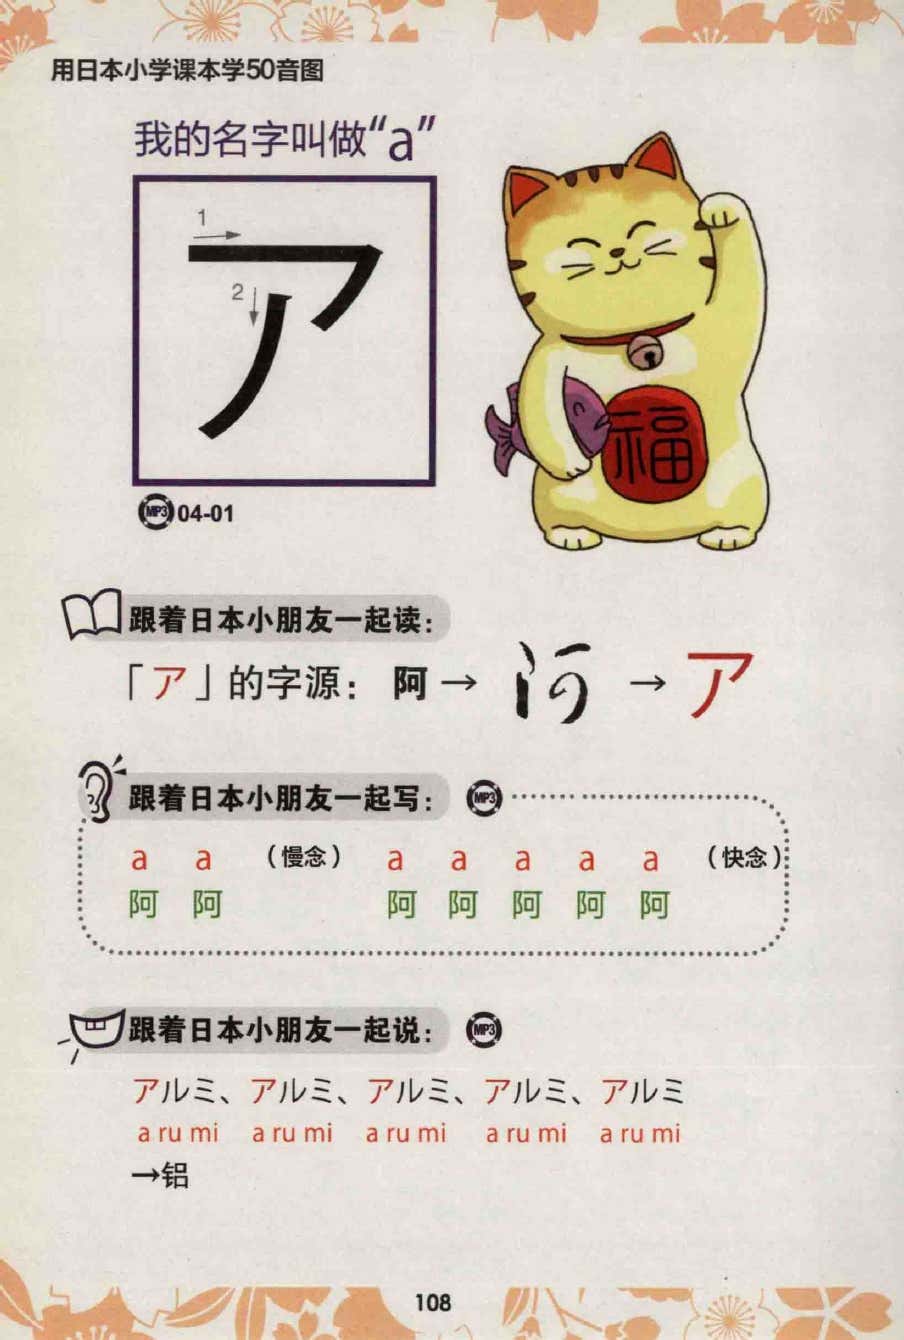 用日本小学课本学50音图
我的名字叫做“a”
1
2
ア
福
MP3 04-01
跟着日本小朋友一起读：
「ア」的字源： 阿→ 阿 →ア
跟着日本小朋友一起写： MP3
a a （慢念） a a a a a （快念）
阿 阿 阿 阿 阿 阿 阿
跟着日本小朋友一起说： MP3
アルミ、アルミ、アルミ、アルミ、アルミ
a ru mi a ru mi a ru mi a ru mi a ru mi
→铝
108